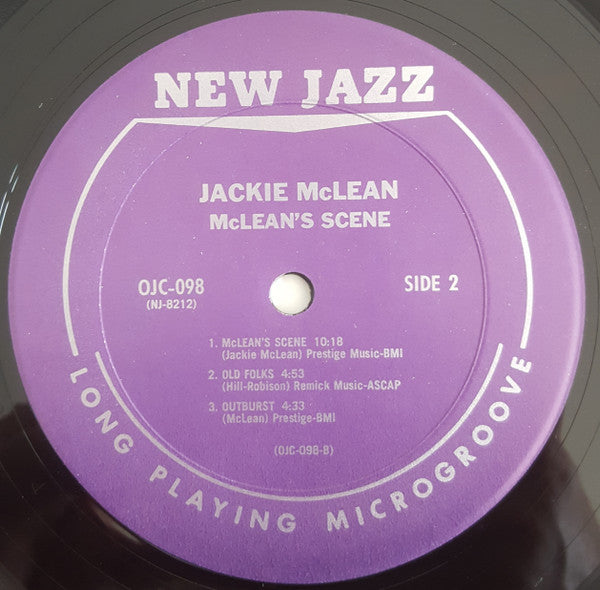 NEW JAZZ
JACKIE McLEAN
McLEAN'S SCENE
OJC-098
(NJ-8212)
SIDE 2
1. McLEAN'S SCENE 10:18
(Jackie McLean) Prestige Music-BMI
2. OLD FOLKS 4:53
(Hill-Robison) Remick Music-ASCAP
3. OUTBURST 4:33
(McLean) Prestige-BMI
(OJC-098-B)
LONG PLAYING MICROGROOVE